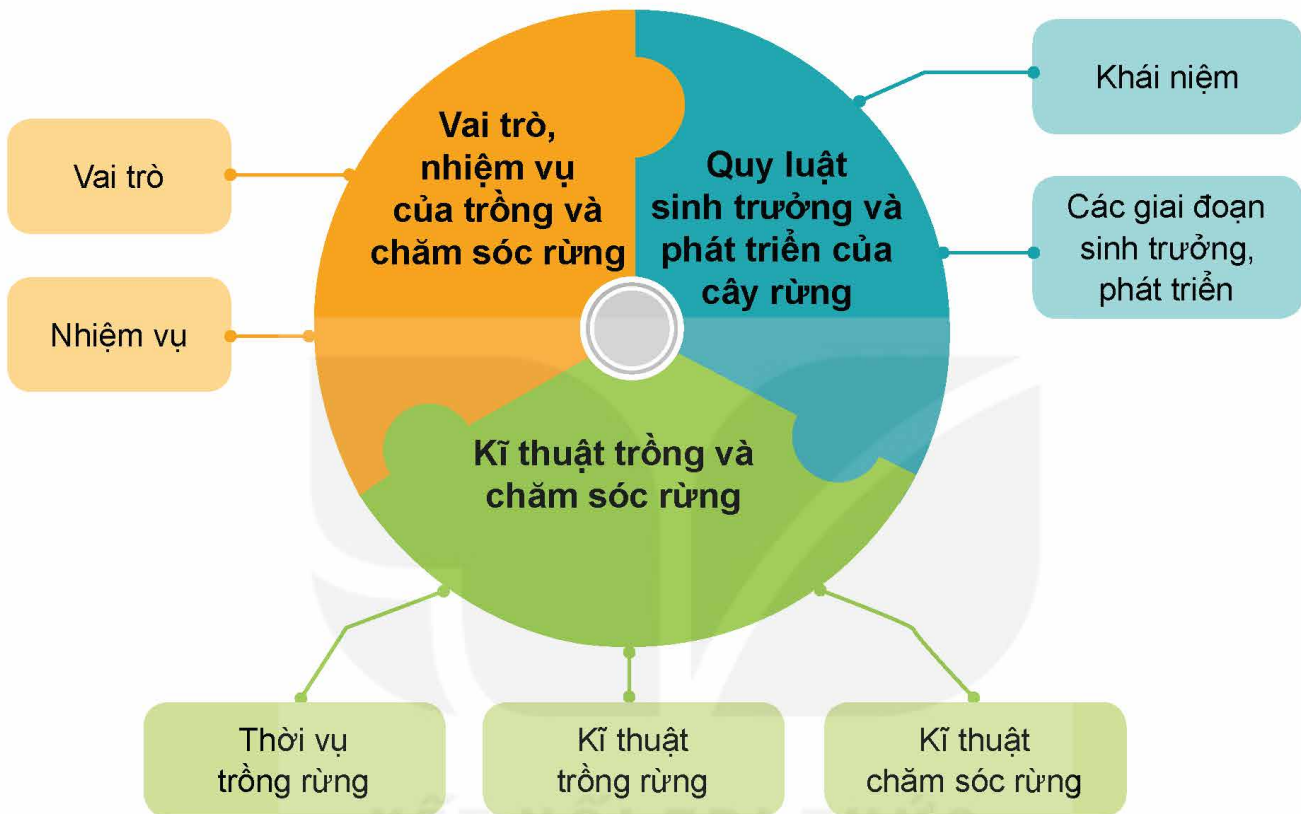 Vai trò,
nhiệm vụ
của trồng và
chăm sóc rừng
Vai trò
Nhiệm vụ
Quy luật
sinh trưởng và
phát triển của
cây rừng
Khái niệm
Các giai đoạn
sinh trưởng,
phát triển
Kĩ thuật trồng và
chăm sóc rừng
Thời vụ
trồng rừng
Kĩ thuật
trồng rừng
Kĩ thuật
chăm sóc rừng